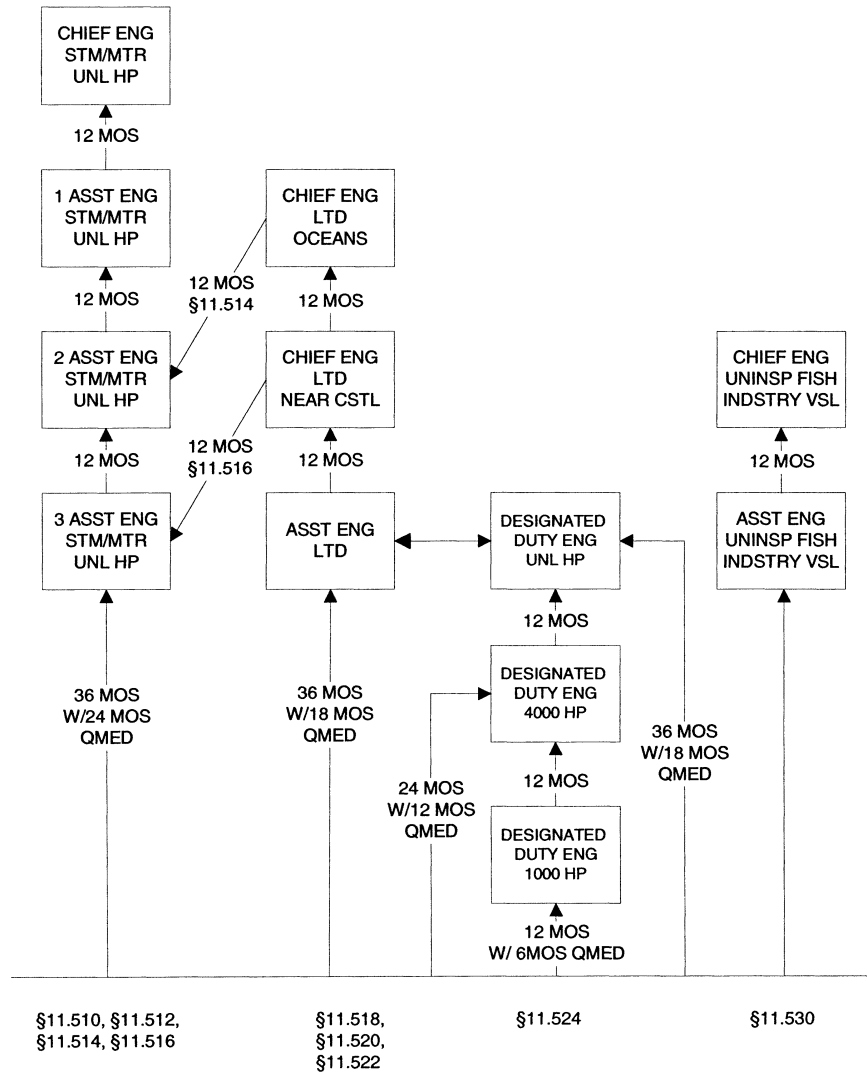 CHIEF ENG
STM/MTR
UNL HP
12 MOS
1 ASST ENG
STM/MTR
UNL HP
12 MOS
2 ASST ENG
STM/MTR
UNL HP
12 MOS
3 ASST ENG
STM/MTR
UNL HP
36 MOS
W/24 MOS
QMED
§11.510, §11.512,
§11.514, §11.516
12 MOS
§11.514
12 MOS
§11.516
CHIEF ENG
LTD
OCEANS
12 MOS
CHIEF ENG
LTD
NEAR CSTL
12 MOS
ASST ENG
LTD
36 MOS
W/18 MOS
QMED
§11.518,
§11.520,
§11.522
DESIGNATED
DUTY ENG
UNL HP
12 MOS
DESIGNATED
DUTY ENG
4000 HP
12 MOS
DESIGNATED
DUTY ENG
1000 HP
12 MOS
W/ 6MOS QMED
24 MOS
W/12 MOS
QMED
36 MOS
W/18 MOS
QMED
§11.524
CHIEF ENG
UNINSP FISH
INDSTRY VSL
12 MOS
ASST ENG
UNINSP FISH
INDSTRY VSL
§11.530